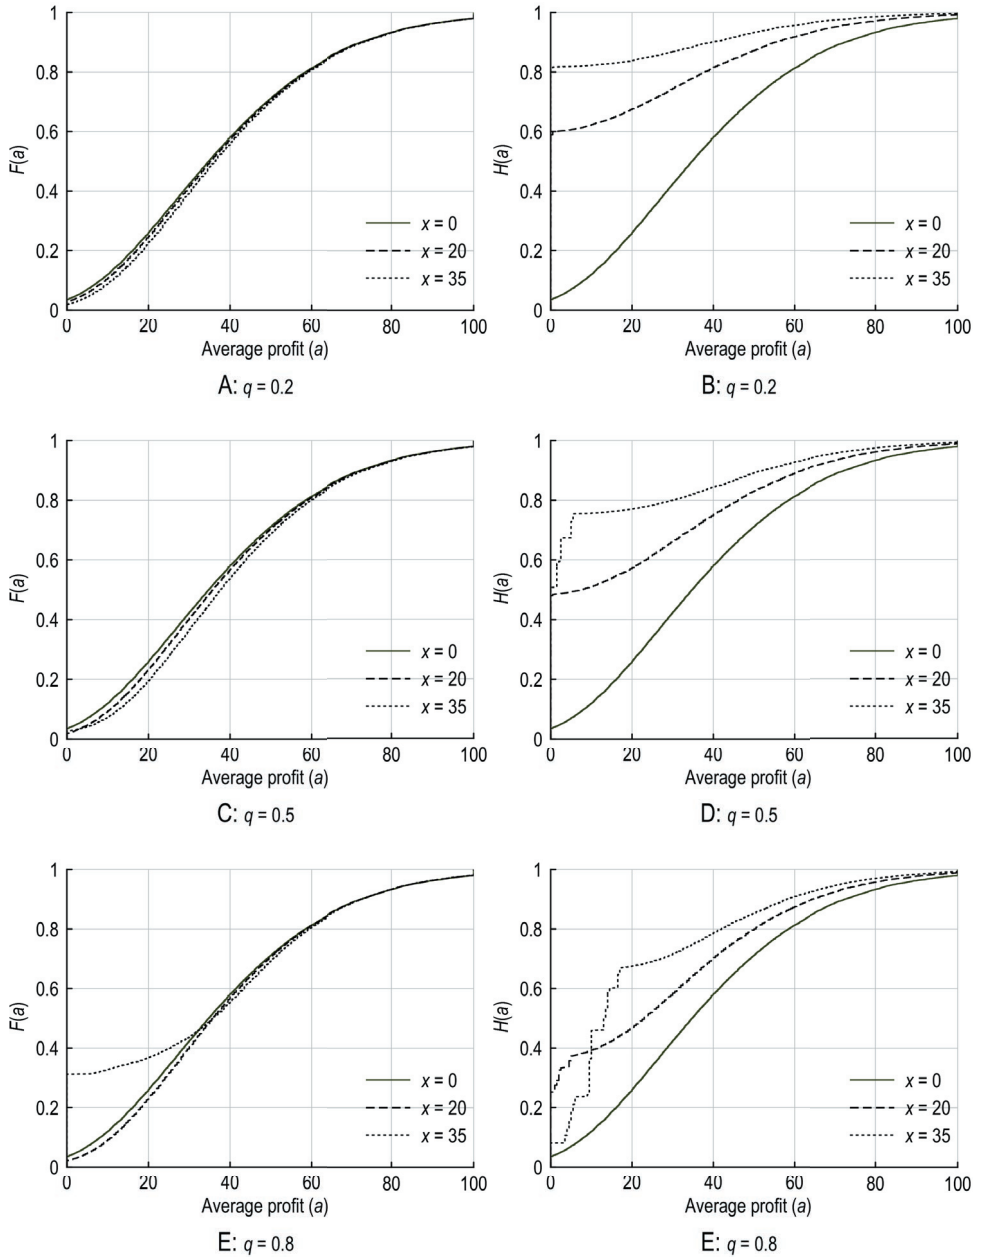 1
0.8
0.6
0.4
0.2
0
F(a)
x = 0
x = 20
x = 35
0 20 40 60 80 100
Average profit (a)
A: q = 0.2
1
0.8
0.6
0.4
0.2
0
H(a)
x = 0
x = 20
x = 35
0 20 40 60 80 100
Average profit (a)
B: q = 0.2
1
0.8
0.6
0.4
0.2
0
F(a)
x = 0
x = 20
x = 35
0 20 40 60 80 100
Average profit (a)
C: q = 0.5
1
0.8
0.6
0.4
0.2
0
H(a)
x = 0
x = 20
x = 35
0 20 40 60 80 100
Average profit (a)
D: q = 0.5
1
0.8
0.6
0.4
0.2
0
F(a)
x = 0
x = 20
x = 35
0 20 40 60 80 100
Average profit (a)
E: q = 0.8
1
0.8
0.6
0.4
0.2
0
H(a)
x = 0
x = 20
x = 35
0 20 40 60 80 100
Average profit (a)
E: q = 0.8